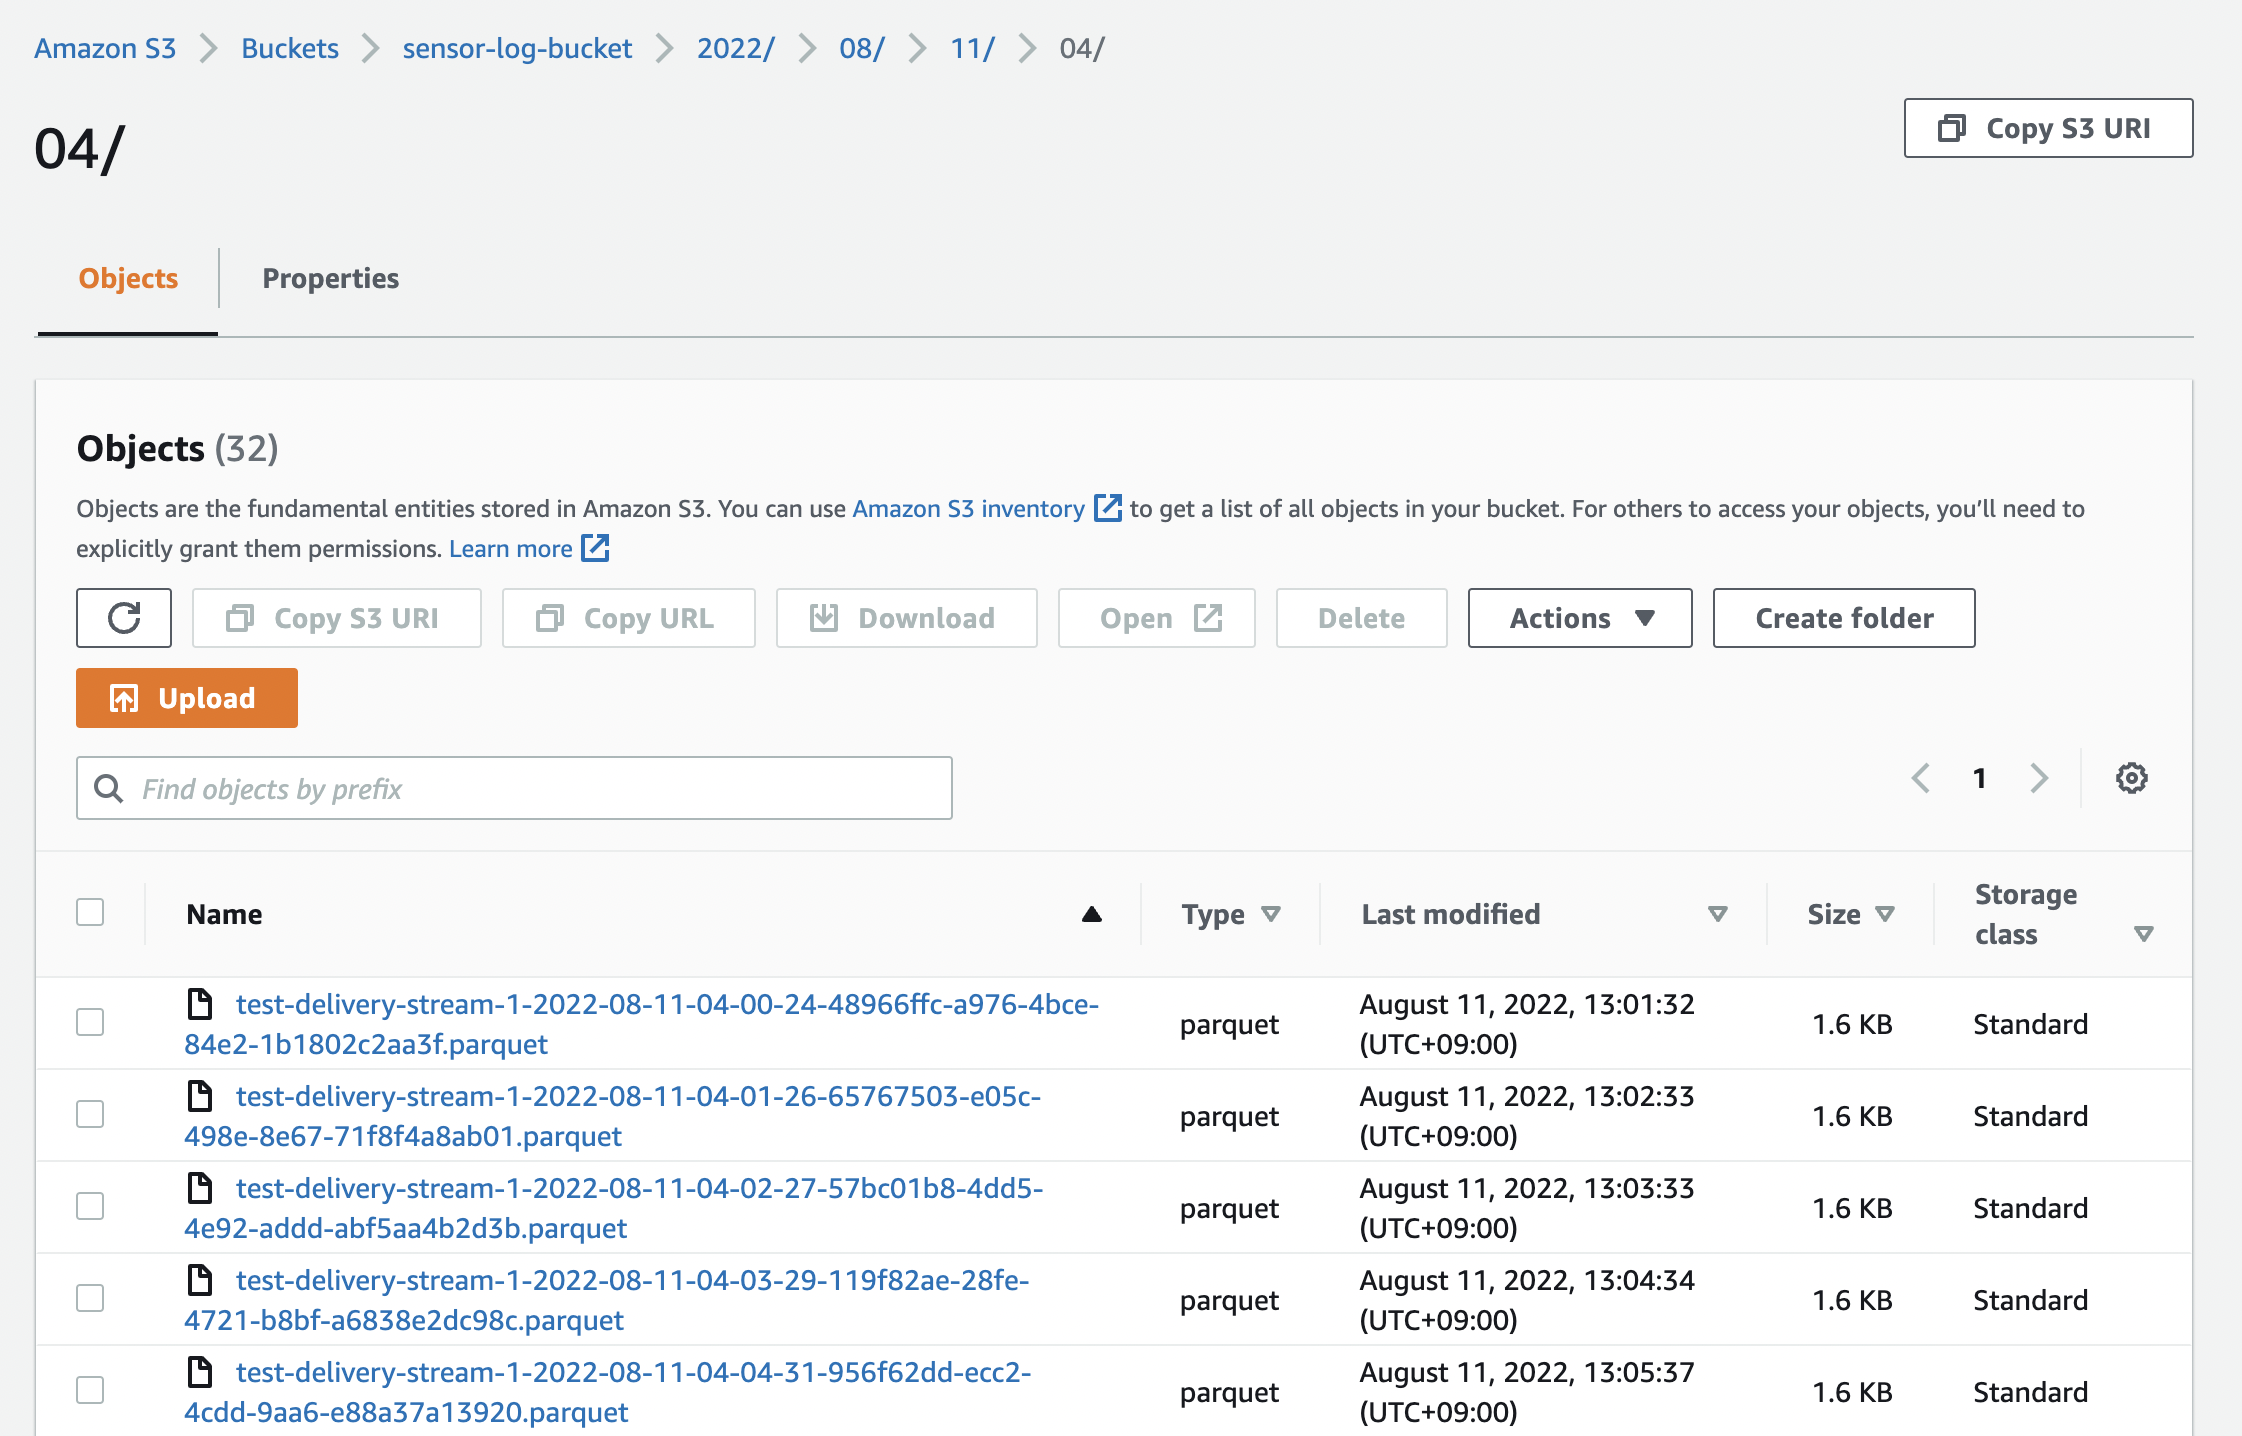 Amazon S3 > Buckets > sensor-log-bucket > 2022/ > 08/ > 11/ > 04/
04/
Copy S3 URI
Objects
Properties
Objects (32)
Objects are the fundamental entities stored in Amazon S3. You can use Amazon S3 inventory to get a list of all objects in your bucket. For others to access your objects, you’ll need to
explicitly grant them permissions. Learn more
Copy S3 URI Copy URL Download Open Delete Actions Create folder
Upload
Find objects by prefix
1
Name Type Last modified Size Storage
class
test-delivery-stream-1-2022-08-11-04-00-24-48966ffc-a976-4bce-
84e2-1b1802c2aa3f.parquet
parquet
August 11, 2022, 13:01:32
(UTC+09:00)
1.6 KB
Standard
test-delivery-stream-1-2022-08-11-04-01-26-65767503-e05c-
498e-8e67-71f8f4a8ab01.parquet
parquet
August 11, 2022, 13:02:33
(UTC+09:00)
1.6 KB
Standard
test-delivery-stream-1-2022-08-11-04-02-27-57bc01b8-4dd5-
4e92-addd-abf5aa4b2d3b.parquet
parquet
August 11, 2022, 13:03:33
(UTC+09:00)
1.6 KB
Standard
test-delivery-stream-1-2022-08-11-04-03-29-119f82ae-28fe-
4721-b8bf-a6838e2dc98c.parquet
parquet
August 11, 2022, 13:04:34
(UTC+09:00)
1.6 KB
Standard
test-delivery-stream-1-2022-08-11-04-04-31-956f62dd-ecc2-
4cdd-9aa6-e88a37a13920.parquet
parquet
August 11, 2022, 13:05:37
(UTC+09:00)
1.6 KB
Standard